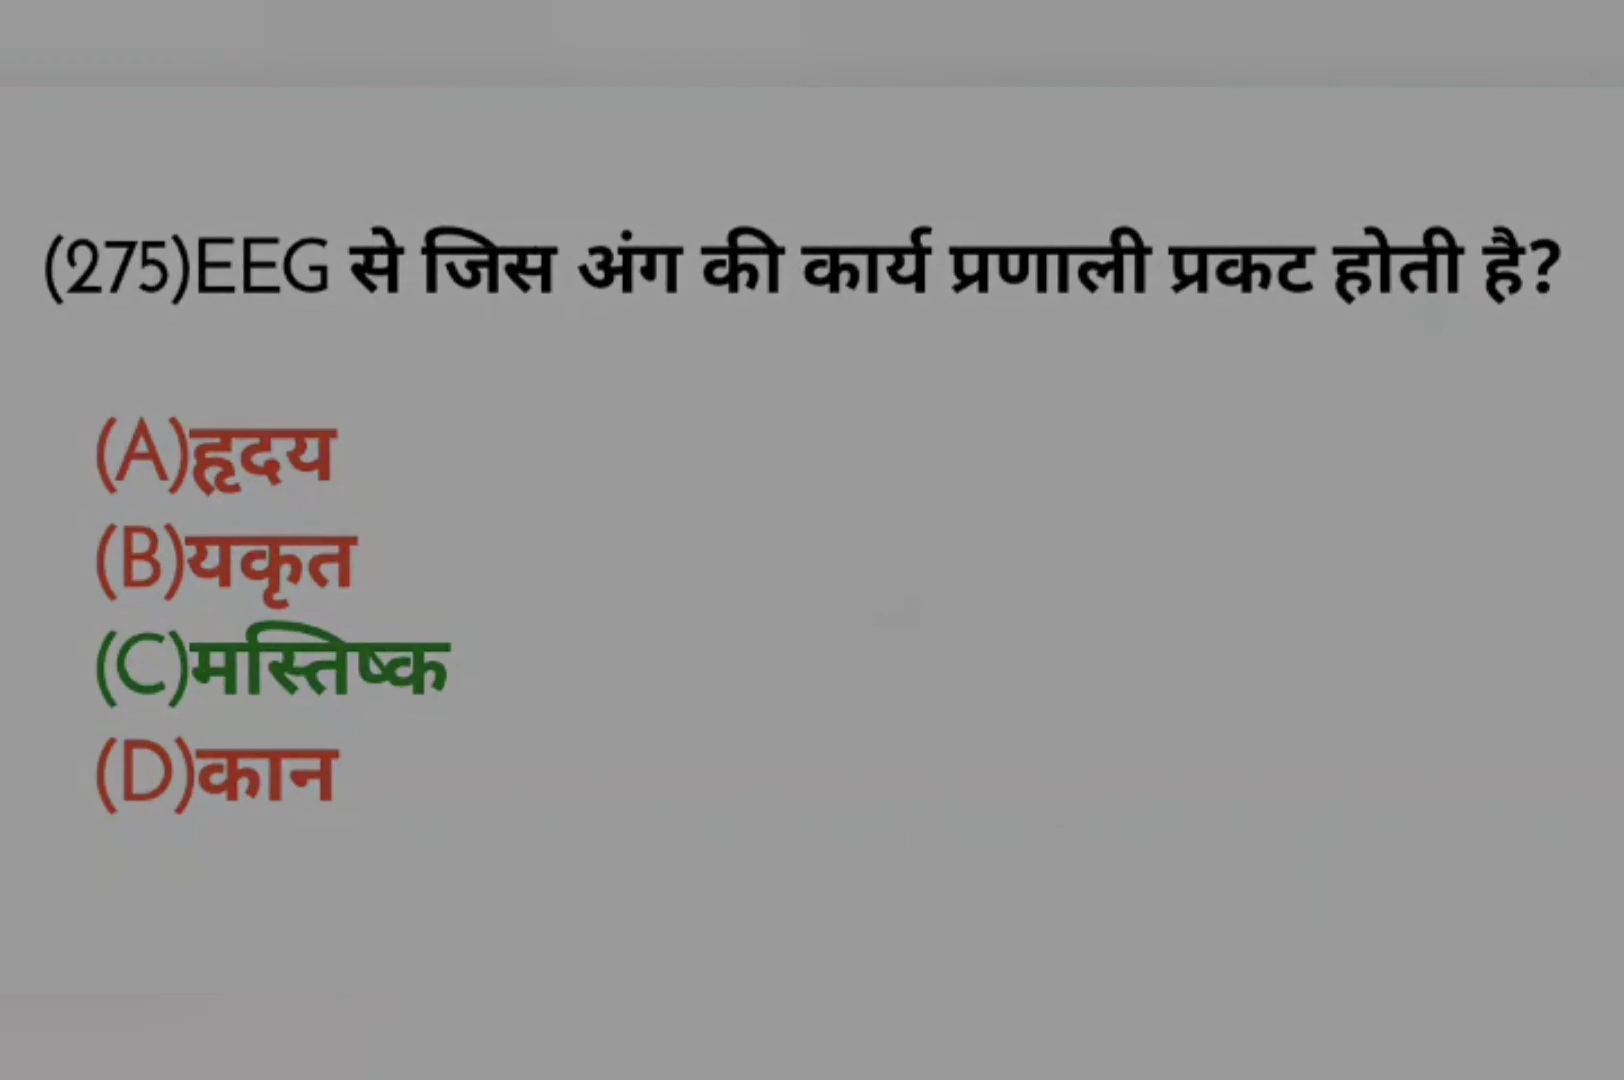 (275)EEG से जिस अंग की कार्य प्रणाली प्रकट होती है?
(A)हृदय
(B)यकृत
(C)मस्तिष्क
(D)कान